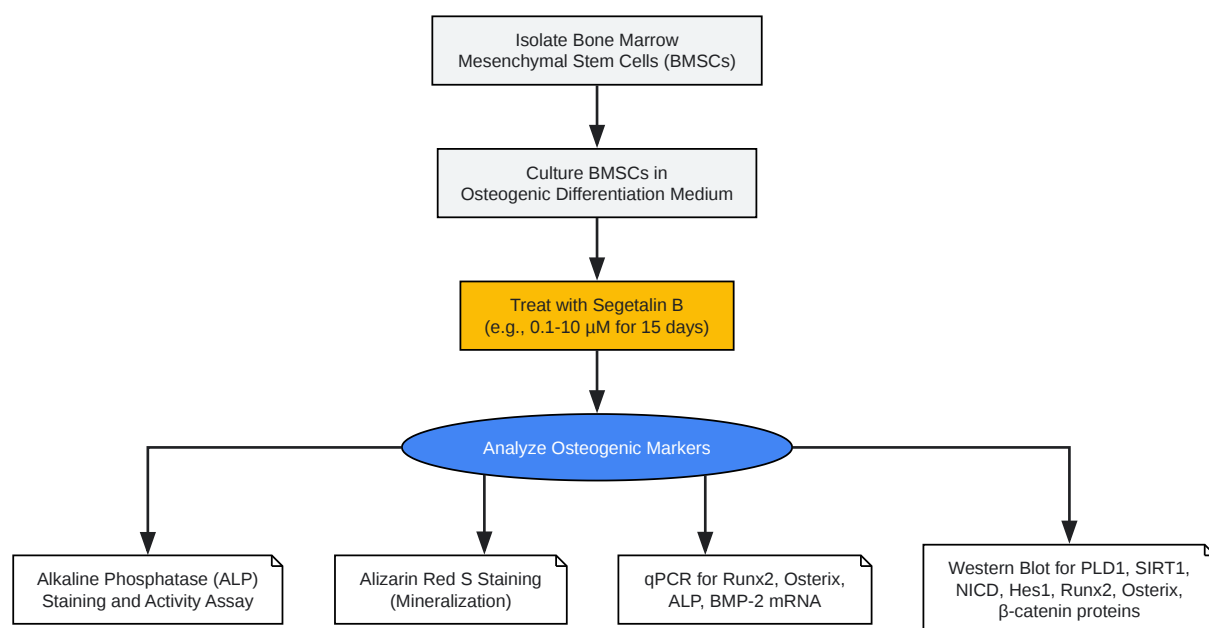 Isolate Bone Marrow
Mesenchymal Stem Cells (BMSCs)
Culture BMSCs in
Osteogenic Differentiation Medium
Treat with Segetalin B
(e.g., 0.1-10 µM for 15 days)
Analyze Osteogenic Markers
Alkaline Phosphatase (ALP)
Staining and Activity Assay
Alizarin Red S Staining
(Mineralization)
qPCR for Runx2, Osterix,
ALP, BMP-2 mRNA
Western Blot for PLD1, SIRT1,
NICD, Hes1, Runx2, Osterix,
β-catenin proteins